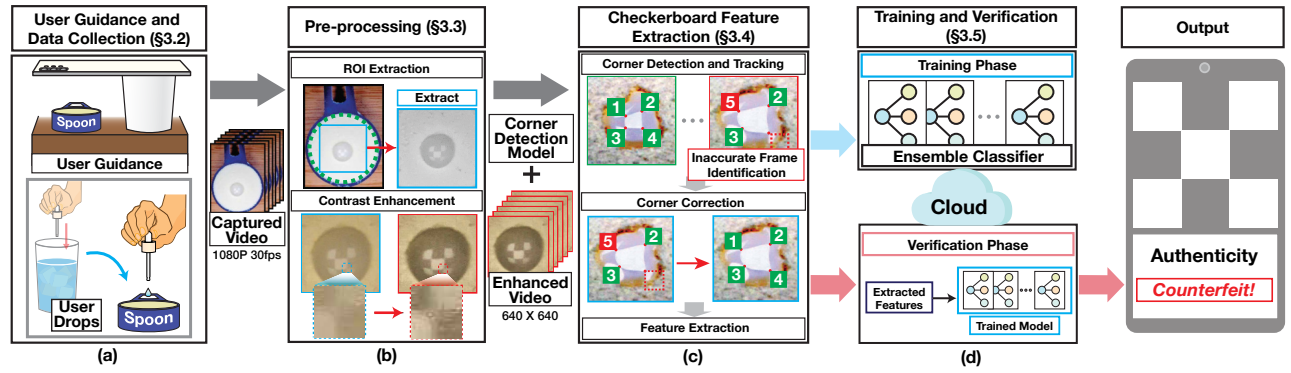 User Guidance and
Data Collection (§3.2)
Spoon
User Guidance
User
Drops
Spoon
(a)
Captured
Video
1080P 30fps
Pre-processing (§3.3)
ROI Extraction
Extract
Contrast Enhancement
(b)
Corner
Detection
Model
+
Enhanced
Video
640 X 640
Checkerboard Feature
Extraction (§3.4)
Corner Detection and Tracking
1 2
3 4
...
5 2
3
Inaccurate Frame
Identification
Corner Correction
5 2
3
1 2
3 4
Feature Extraction
(c)
Training and Verification
(§3.5)
Training Phase
...
Ensemble Classifier
Cloud
Verification Phase
Extracted
Features
...
Trained Model
(d)
Output
Authenticity
Counterfeit!